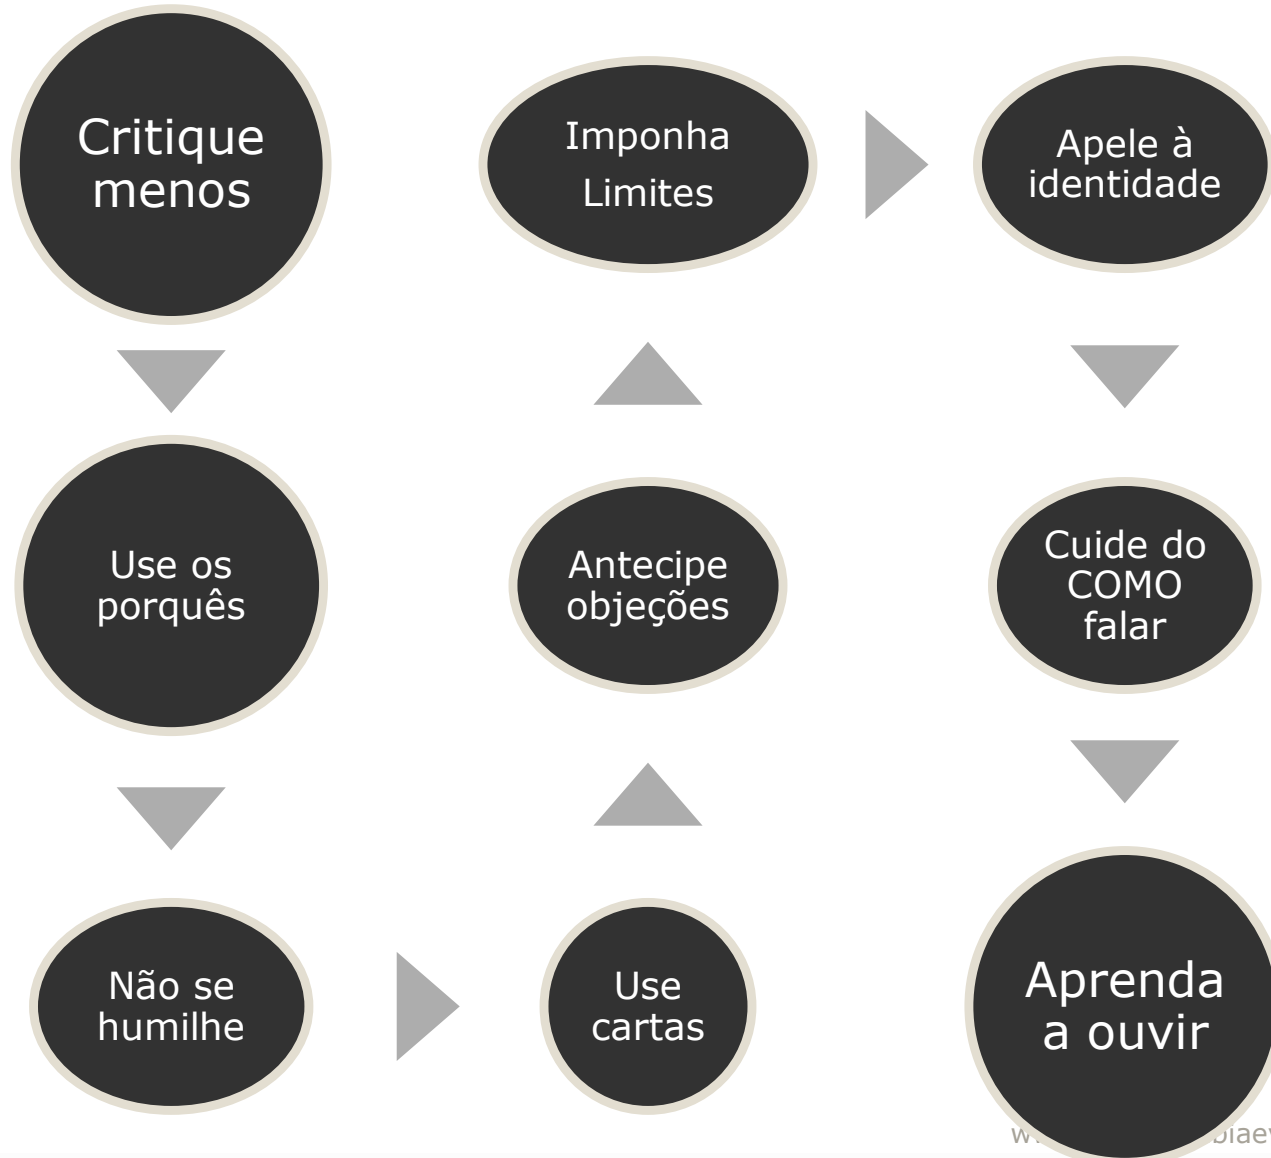 Critique
menos
Use os
porquês
Não se
humilhe
Use
cartas
Antecipe
objeções
Imponha
Limites
Apele à
identidade
Cuide do
COMO
falar
Aprenda
a ouvir